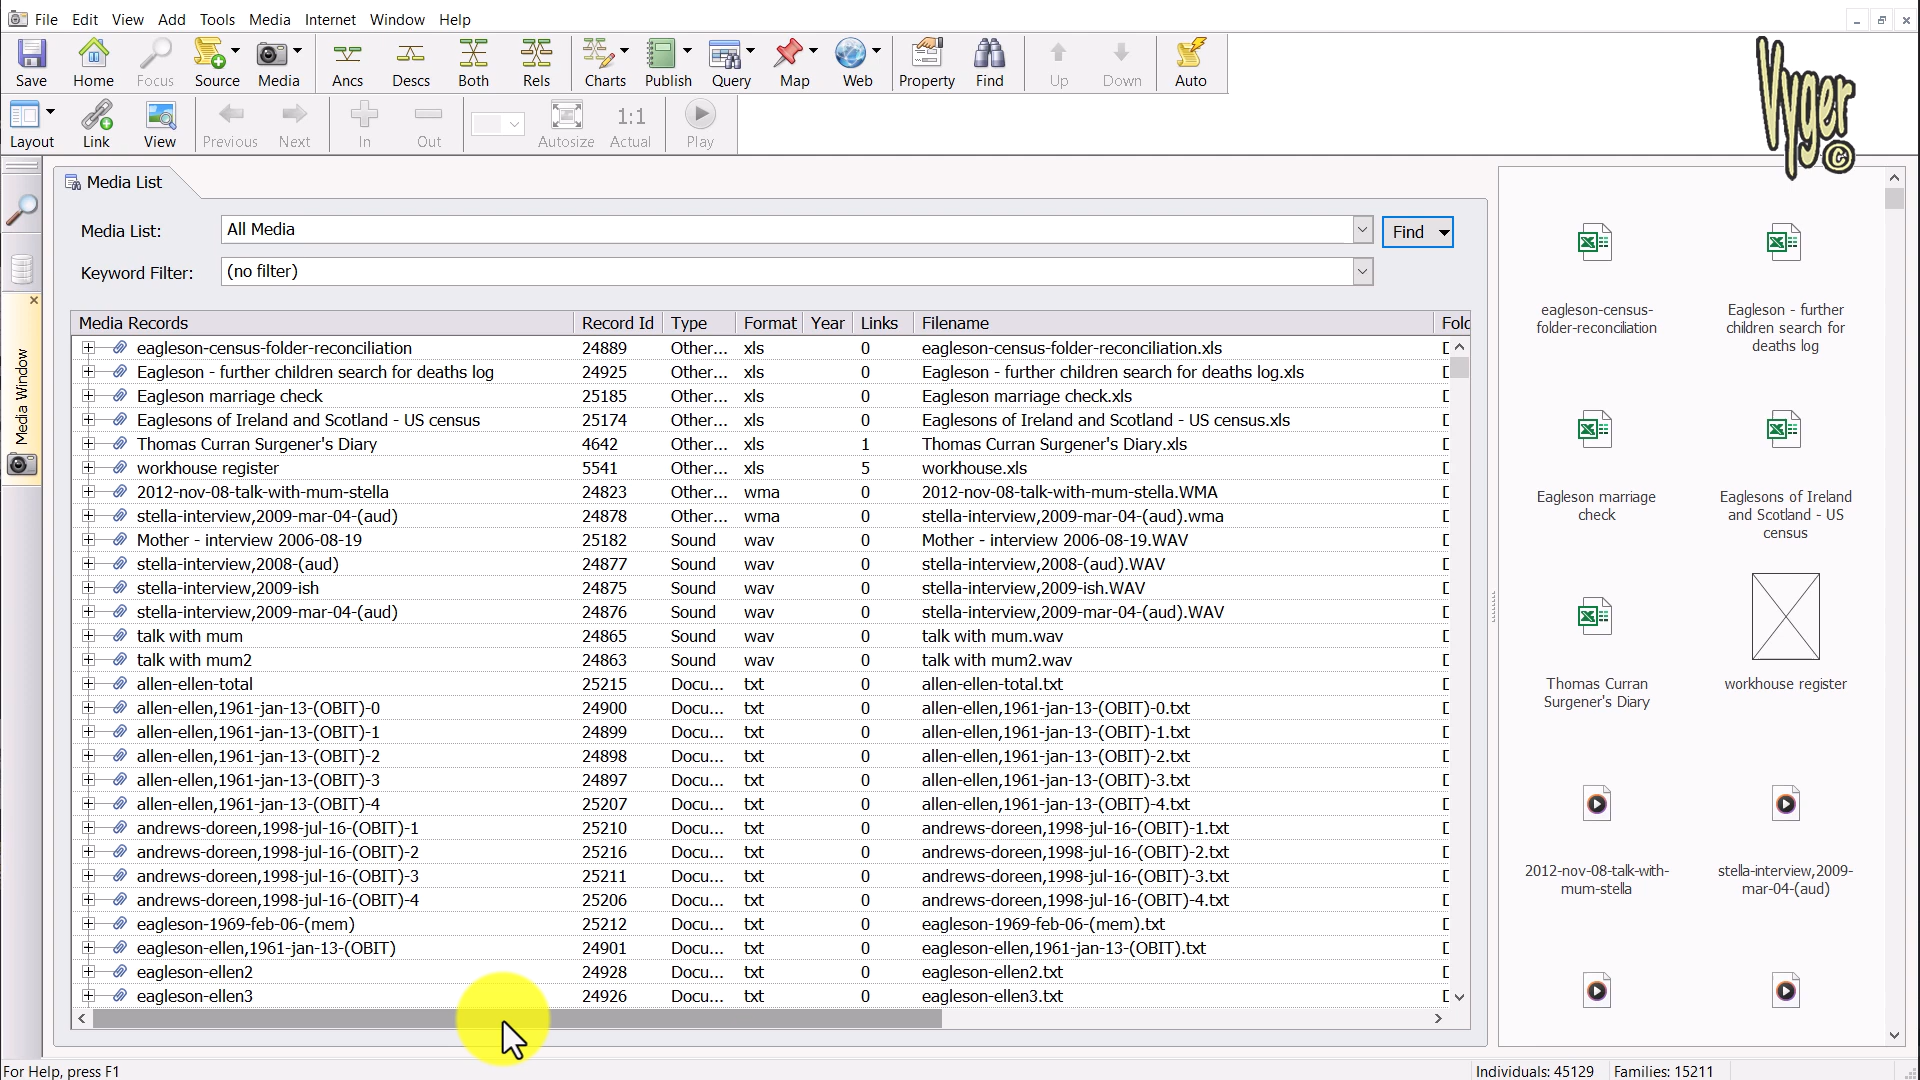 File Edit View Add Tools Media Internet Window Help
Save Home Focus Source Media Ancs Descs Both Rels Charts Publish Query Map Web Property Find Up Down Auto
Layout Link View Previous Next In Out Autosize 1:1 Actual Play
Vyger ©
Media Window
Media List
Media List: All Media Find
Keyword Filter: (no filter)
Media Records Record Id Type Format Year Links Filename Fold
eagleson-census-folder-reconciliation 24889 Other... xls 0 eagleson-census-folder-reconciliation.xls
Eagleson - further children search for deaths log 24925 Other... xls 0 Eagleson - further children search for deaths log.xls
Eagleson marriage check 25185 Other... xls 0 Eagleson marriage check.xls
Eaglesons of Ireland and Scotland - US census 25174 Other... xls 0 Eaglesons of Ireland and Scotland - US census.xls
Thomas Curran Surgener's Diary 4642 Other... xls 1 Thomas Curran Surgener's Diary.xls
workhouse register 5541 Other... xls 5 workhouse.xls
2012-nov-08-talk-with-mum-stella 24823 Other... wma 0 2012-nov-08-talk-with-mum-stella.WMA
stella-interview,2009-mar-04-(aud) 24878 Other... wma 0 stella-interview,2009-mar-04-(aud).wma
Mother - interview 2006-08-19 25182 Sound wav 0 Mother - interview 2006-08-19.WAV
stella-interview,2008-(aud) 24877 Sound wav 0 stella-interview,2008-(aud).WAV
stella-interview,2009-ish 24875 Sound wav 0 stella-interview,2009-ish.WAV
stella-interview,2009-mar-04-(aud) 24876 Sound wav 0 stella-interview,2009-mar-04-(aud).WAV
talk with mum 24865 Sound wav 0 talk with mum.wav
talk with mum2 24863 Sound wav 0 talk with mum2.wav
allen-ellen-total 25215 Docu... txt 0 allen-ellen-total.txt
allen-ellen,1961-jan-13-(OBIT)-0 24900 Docu... txt 0 allen-ellen,1961-jan-13-(OBIT)-0.txt
allen-ellen,1961-jan-13-(OBIT)-1 24899 Docu... txt 0 allen-ellen,1961-jan-13-(OBIT)-1.txt
allen-ellen,1961-jan-13-(OBIT)-2 24898 Docu... txt 0 allen-ellen,1961-jan-13-(OBIT)-2.txt
allen-ellen,1961-jan-13-(OBIT)-3 24897 Docu... txt 0 allen-ellen,1961-jan-13-(OBIT)-3.txt
allen-ellen,1961-jan-13-(OBIT)-4 25207 Docu... txt 0 allen-ellen,1961-jan-13-(OBIT)-4.txt
andrews-doreen,1998-jul-16-(OBIT)-1 25210 Docu... txt 0 andrews-doreen,1998-jul-16-(OBIT)-1.txt
andrews-doreen,1998-jul-16-(OBIT)-2 25216 Docu... txt 0 andrews-doreen,1998-jul-16-(OBIT)-2.txt
andrews-doreen,1998-jul-16-(OBIT)-3 25211 Docu... txt 0 andrews-doreen,1998-jul-16-(OBIT)-3.txt
andrews-doreen,1998-jul-16-(OBIT)-4 25206 Docu... txt 0 andrews-doreen,1998-jul-16-(OBIT)-4.txt
eagleson-1969-feb-06-(mem) 25212 Docu... txt 0 eagleson-1969-feb-06-(mem).txt
eagleson-ellen,1961-jan-13-(OBIT) 24901 Docu... txt 0 eagleson-ellen,1961-jan-13-(OBIT).txt
eagleson-ellen2 24928 Docu... txt 0 eagleson-ellen2.txt
eagleson-ellen3 24926 Docu... txt 0 eagleson-ellen3.txt
eagleson-census-
folder-reconciliation
Eagleson - further
children search for
deaths log
Eagleson marriage
check
Eaglesons of Ireland
and Scotland - US
census
Thomas Curran
Surgener's Diary
workhouse register
2012-nov-08-talk-with-
mum-stella
stella-interview,2009-
mar-04-(aud)
For Help, press F1 Individuals: 45129 Families: 15211